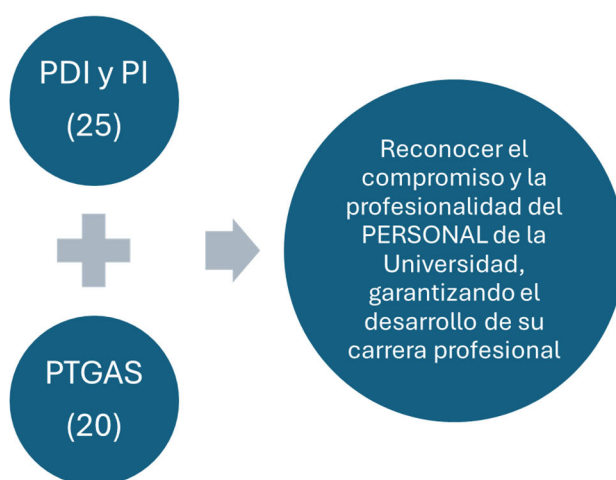 PDI y PI
(25)
PTGAS
(20)
Reconocer el
compromiso y la
profesionalidad del
PERSONAL de la
Universidad,
garantizando el
desarrollo de su
carrera profesional